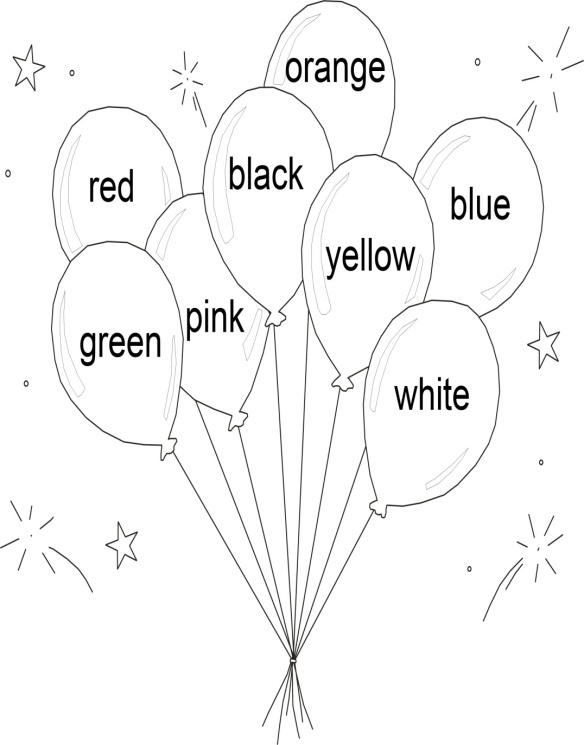 orange
red
black
blue
yellow
pink
green
white